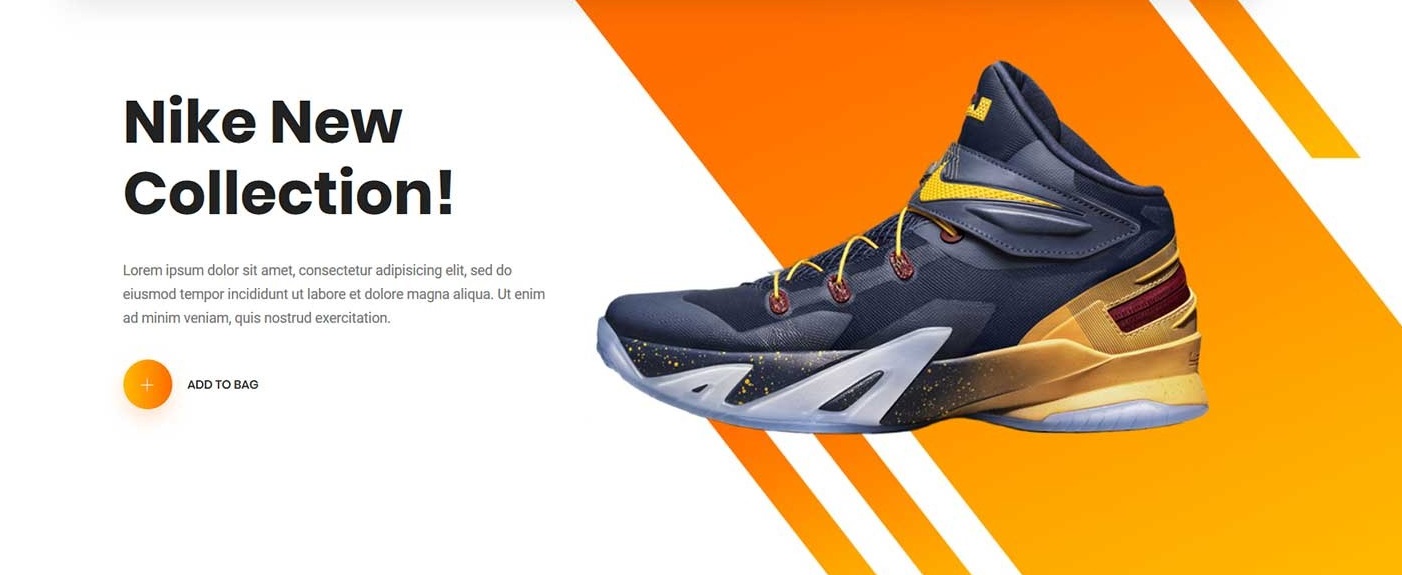 Nike New
Collection!
Lorem ipsum dolor sit amet, consectetur adipisicing elit, sed do
eiusmod tempor incididunt ut labore et dolore magna aliqua. Ut enim
ad minim veniam, quis nostrud exercitation.
ADD TO BAG